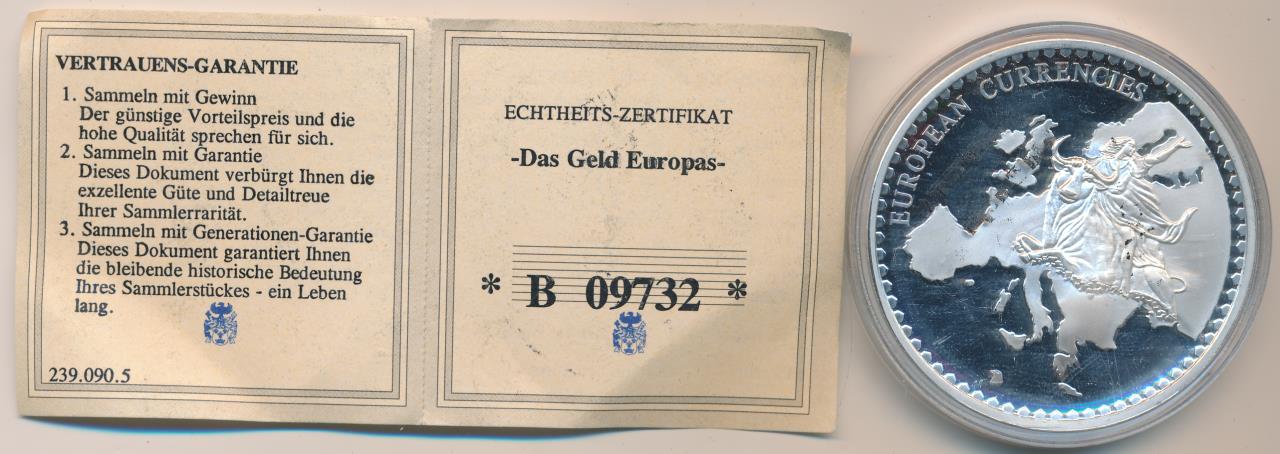 VERTRAUENS-GARANTIE
1. Sammeln mit Gewinn
Der günstige Vorteilspreis und die
hohe Qualität sprechen für sich.
2. Sammeln mit Garantie
Dieses Dokument verbürgt Ihnen die
exzellente Güte und Detailtreue
Ihrer Sammlerrarität.
3. Sammeln mit Generationen-Garantie
Dieses Dokument garantiert Ihnen
die bleibende historische Bedeutung
Ihres Sammlerstückes - ein Leben
lang.
239.090.5
ECHTHEITS-ZERTIFIKAT
-Das Geld Europas-
* B 09732 *
EUROPEAN CURRENCIES